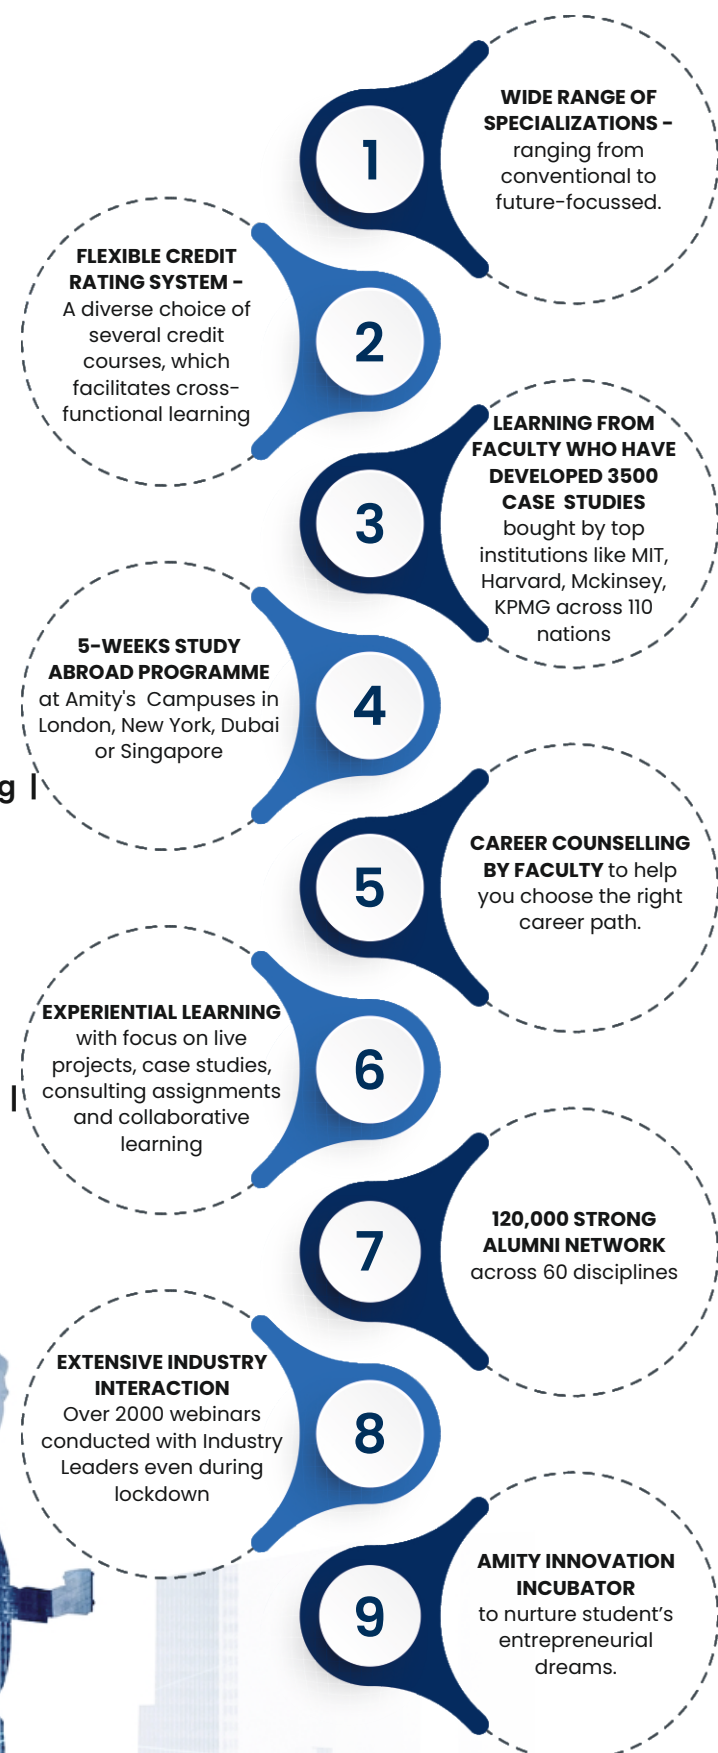 1
WIDE RANGE OF
SPECIALIZATIONS -
ranging from
conventional to
future-focussed.
2
FLEXIBLE CREDIT
RATING SYSTEM -
A diverse choice of
several credit
courses, which
facilitates cross-
functional learning
3
LEARNING FROM
FACULTY WHO HAVE
DEVELOPED 3500
CASE STUDIES
bought by top
institutions like MIT,
Harvard, Mckinsey,
KPMG across 110
nations
4
5-WEEKS STUDY
ABROAD PROGRAMME
at Amity's Campuses in
London, New York, Dubai
or Singapore
g |
5
CAREER COUNSELLING
BY FACULTY to help
you choose the right
career path.
6
EXPERIENTIAL LEARNING
with focus on live
projects, case studies,
consulting assignments
and collaborative
learning
|
7
120,000 STRONG
ALUMNI NETWORK
across 60 disciplines
8
EXTENSIVE INDUSTRY
INTERACTION
Over 2000 webinars
conducted with Industry
Leaders even during
lockdown
9
AMITY INNOVATION
INCUBATOR
to nurture student's
entrepreneurial
dreams.